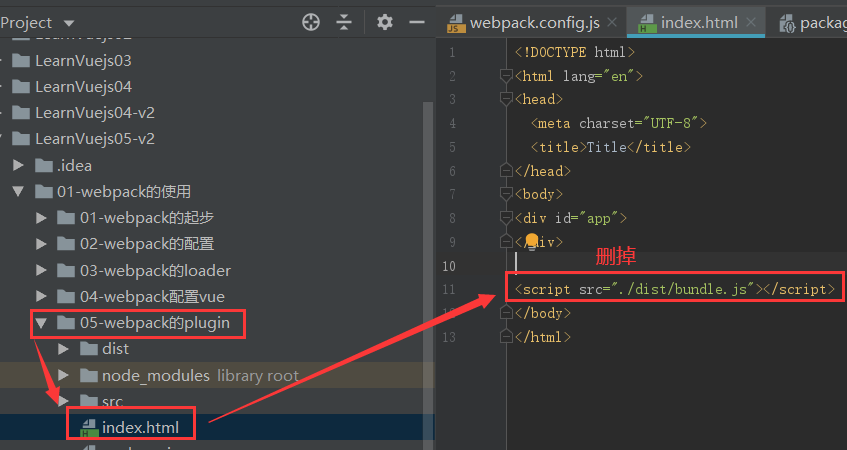 Project
LearnVuejs03
LearnVuejs04
LearnVuejs04-v2
LearnVuejs05-v2
.idea
01-webpack的使用
01-webpack的起步
02-webpack的配置
03-webpack的loader
04-webpack配置vue
05-webpack的plugin
dist
node_modules library root
src
index.html
webpack.config.js
index.html
1 <!DOCTYPE html>
2 <html lang="en">
3 <head>
4 <meta charset="UTF-8">
5 <title>Title</title>
6 </head>
7 <body>
8 <div id="app">
9 </div>
删掉
10
11 <script src="./dist/bundle.js"></script>
12 </body>
13 </html>